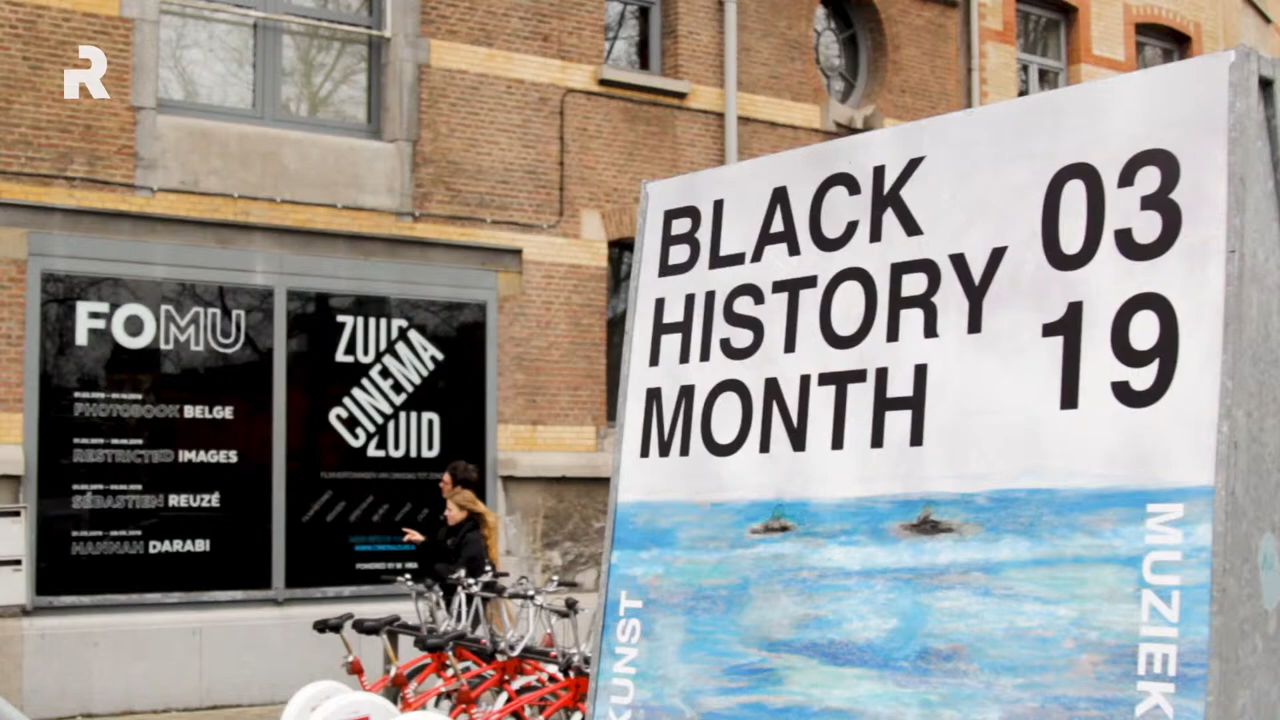 R
FOMU
PHOTOBOOK BELGE
RESTRICTED IMAGES
SÉBASTIEN REUZÉ
HANNAH DARABI
ZUID
CINEMA
ZUID
POWERED BY M HKA
BLACK
HISTORY
MONTH
03
19
KUNST
MUZIEK